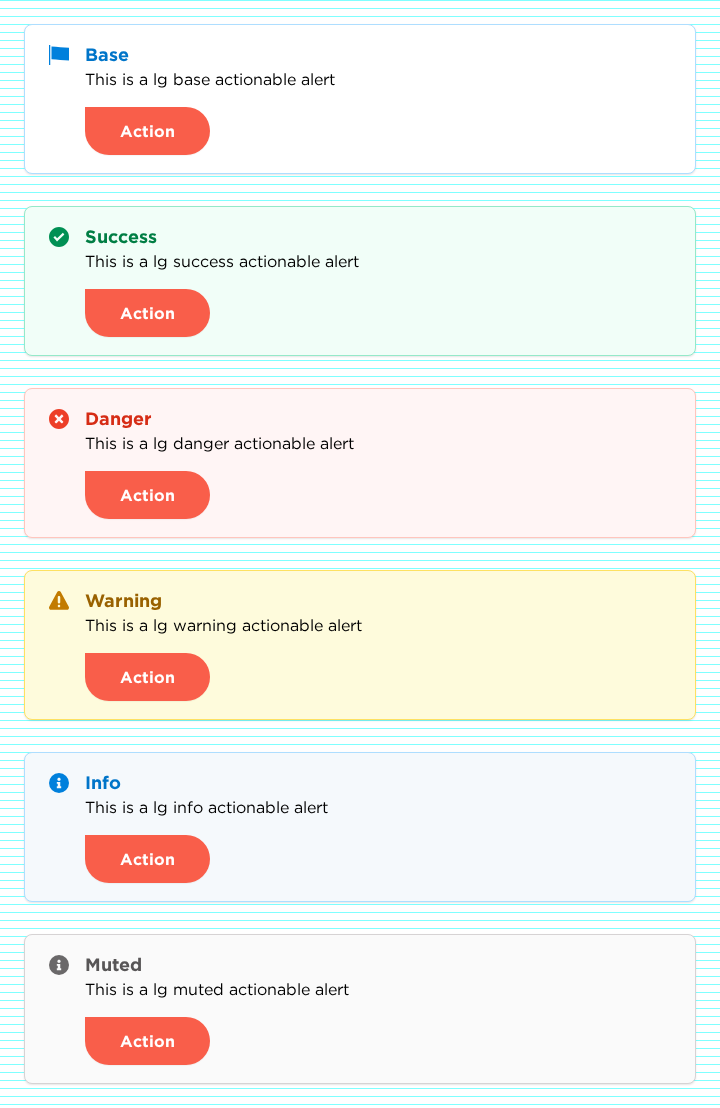 Base
This is a lg base actionable alert
Action
Success
This is a lg success actionable alert
Action
Danger
This is a lg danger actionable alert
Action
Warning
This is a lg warning actionable alert
Action
Info
This is a lg info actionable alert
Action
Muted
This is a lg muted actionable alert
Action